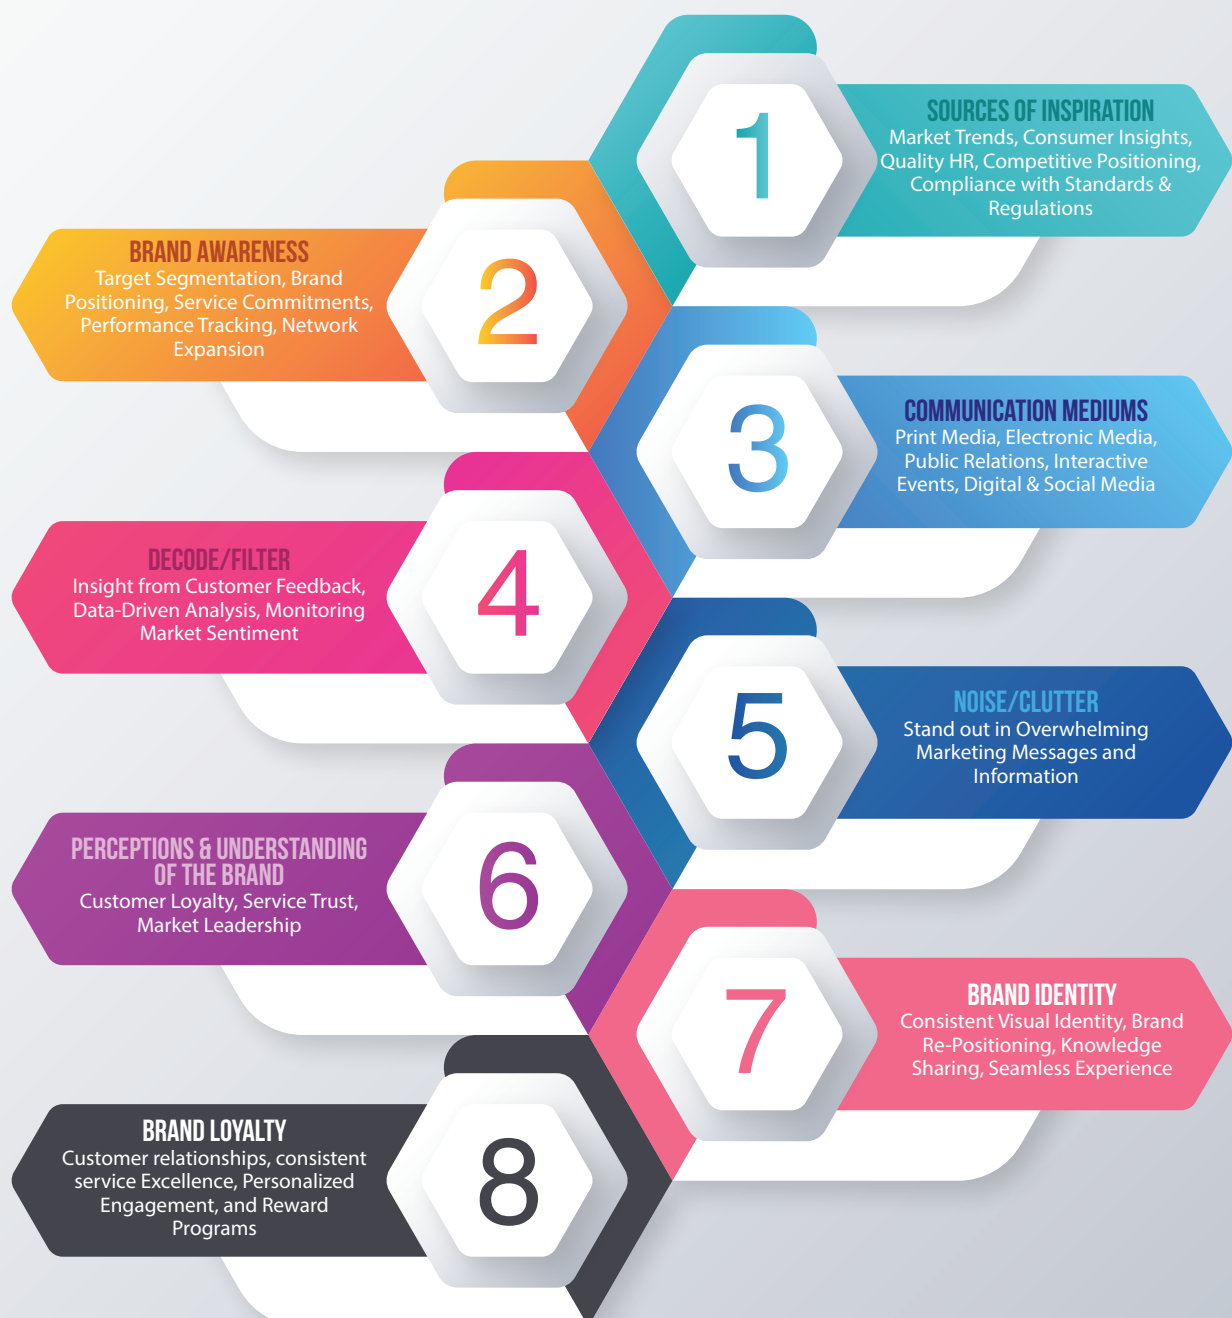 1
SOURCES OF INSPIRATION
Market Trends, Consumer Insights,
Quality HR, Competitive Positioning,
Compliance with Standards &
Regulations
2
BRAND AWARENESS
Target Segmentation, Brand
Positioning, Service Commitments,
Performance Tracking, Network
Expansion
3
COMMUNICATION MEDIUMS
Print Media, Electronic Media,
Public Relations, Interactive
Events, Digital & Social Media
4
DECODE/FILTER
Insight from Customer Feedback,
Data-Driven Analysis, Monitoring
Market Sentiment
5
NOISE/CLUTTER
Stand out in Overwhelming
Marketing Messages and
Information
6
PERCEPTIONS & UNDERSTANDING
OF THE BRAND
Customer Loyalty, Service Trust,
Market Leadership
7
BRAND IDENTITY
Consistent Visual Identity, Brand
Re-Positioning, Knowledge
Sharing, Seamless Experience
8
BRAND LOYALTY
Customer relationships, consistent
service Excellence, Personalized
Engagement, and Reward
Programs